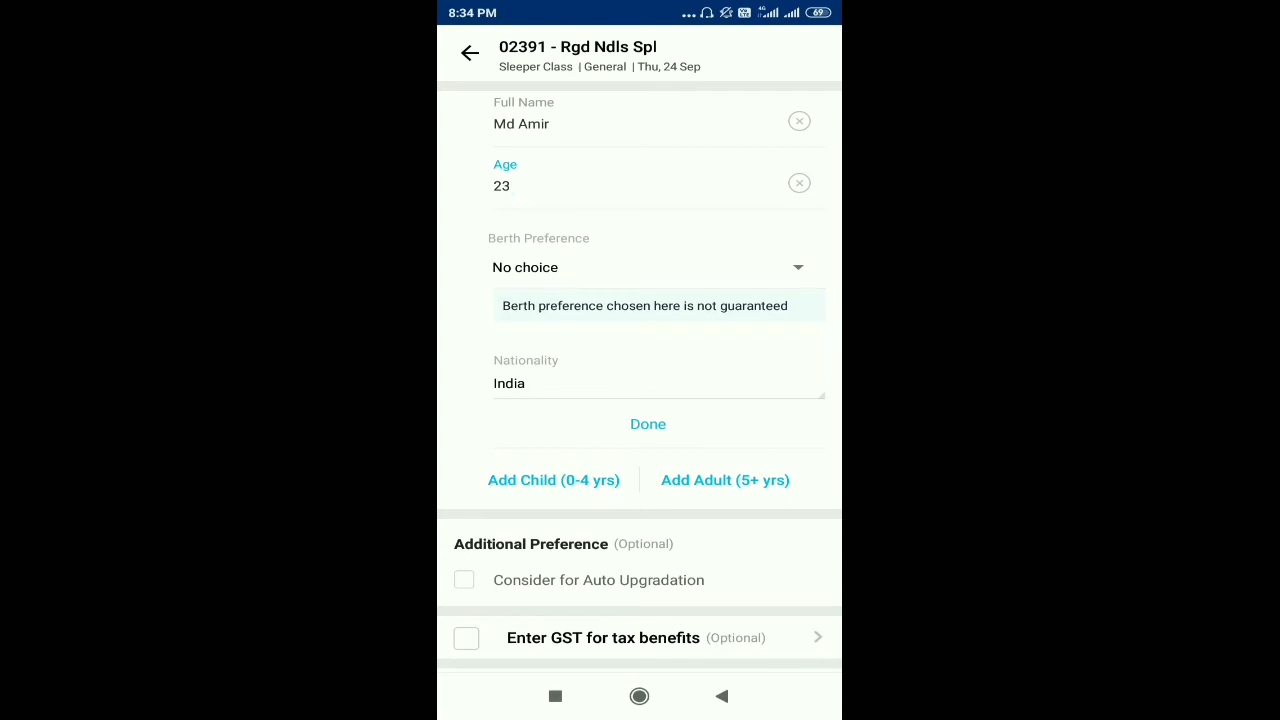 8:34 PM
4G
69
02391 - Rgd Ndls Spl
Sleeper Class | General | Thu, 24 Sep
Full Name
Md Amir
Age
23
Berth Preference
No choice
Berth preference chosen here is not guaranteed
Nationality
India
Done
Add Child (0-4 yrs)
Add Adult (5+ yrs)
Additional Preference (Optional)
Consider for Auto Upgradation
Enter GST for tax benefits (Optional)